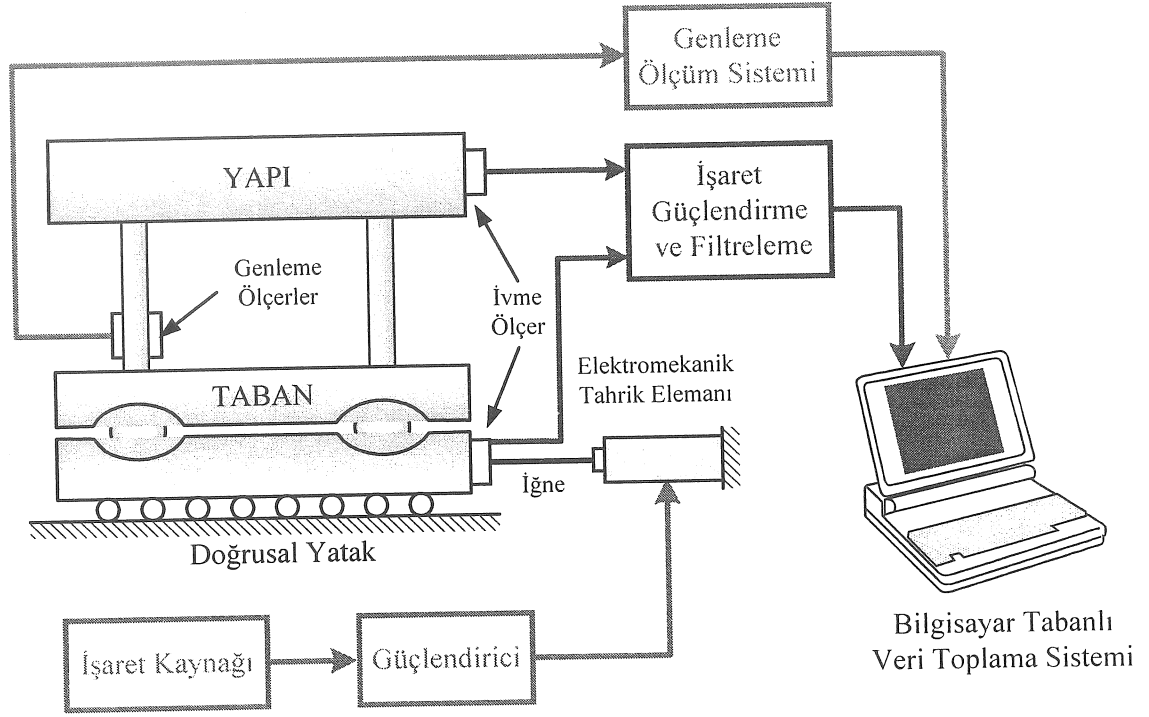 Genleme
Ölçüm Sistemi
YAPI
İşaret
Güçlendirme
ve Filtreleme
Genleme
Ölçerler
İvme
Ölçer
Elektromekanik
Tahrik Elemanı
TABAN
İğne
Doğrusal Yatak
İşaret Kaynağı
Güçlendirici
Bilgisayar Tabanlı
Veri Toplama Sistemi